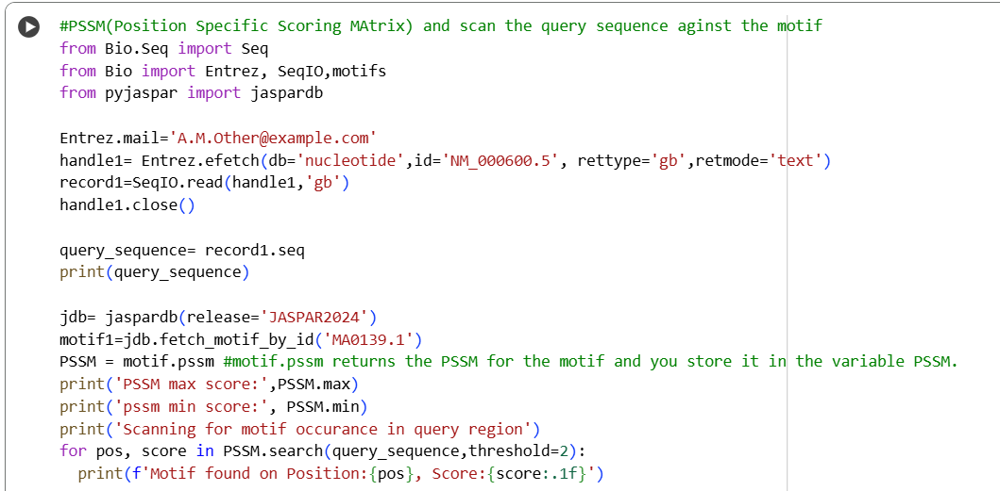 #PSSM(Position Specific Scoring MAtrix) and scan the query sequence aginst the motif
from Bio.Seq import Seq
from Bio import Entrez, SeqIO,motifs
from pyjaspar import jaspardb
Entrez.mail='A.M.Other@example.com'
handle1= Entrez.efetch(db='nucleotide',id='NM_000600.5', rettype='gb',retmode='text')
record1=SeqIO.read(handle1,'gb')
handle1.close()
query_sequence= record1.seq
print(query_sequence)
jdb= jaspardb(release='JASPAR2024')
motif1=jdb.fetch_motif_by_id('MA0139.1')
PSSM = motif.pssm #motif.pssm returns the PSSM for the motif and you store it in the variable PSSM.
print('PSSM max score:',PSSM.max)
print('pssm min score:', PSSM.min)
print('Scanning for motif occurance in query region')
for pos, score in PSSM.search(query_sequence,threshold=2):
  print(f'Motif found on Position:{pos}, Score:{score:.1f}')